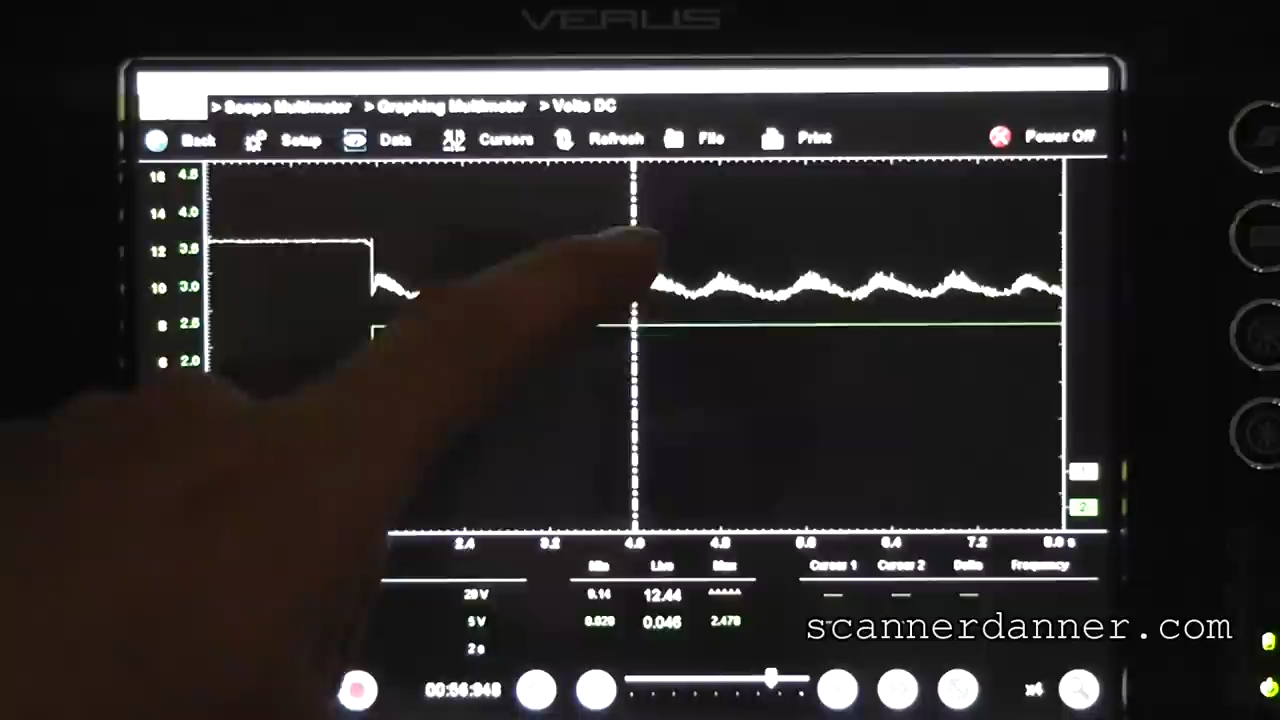 VERUS
> Scope Multimeter > Graphing Multimeter > Volts DC
Back Setup Data Cursors Refresh File Print Power Off
16 4.5
14 4.0
12 3.5
10 3.0
8 2.5
6 2.0
1
2
2.4 3.2 4.0 4.8 5.6 6.4 7.2 8.0 s
Min Live Max Cursor 1 Cursor 2 Delta Frequency
20 V 9.14 12.44 ^^^^^
5 V 0.020 0.046 2.478
2 s
scannerdanner.com
00:56.948 x4